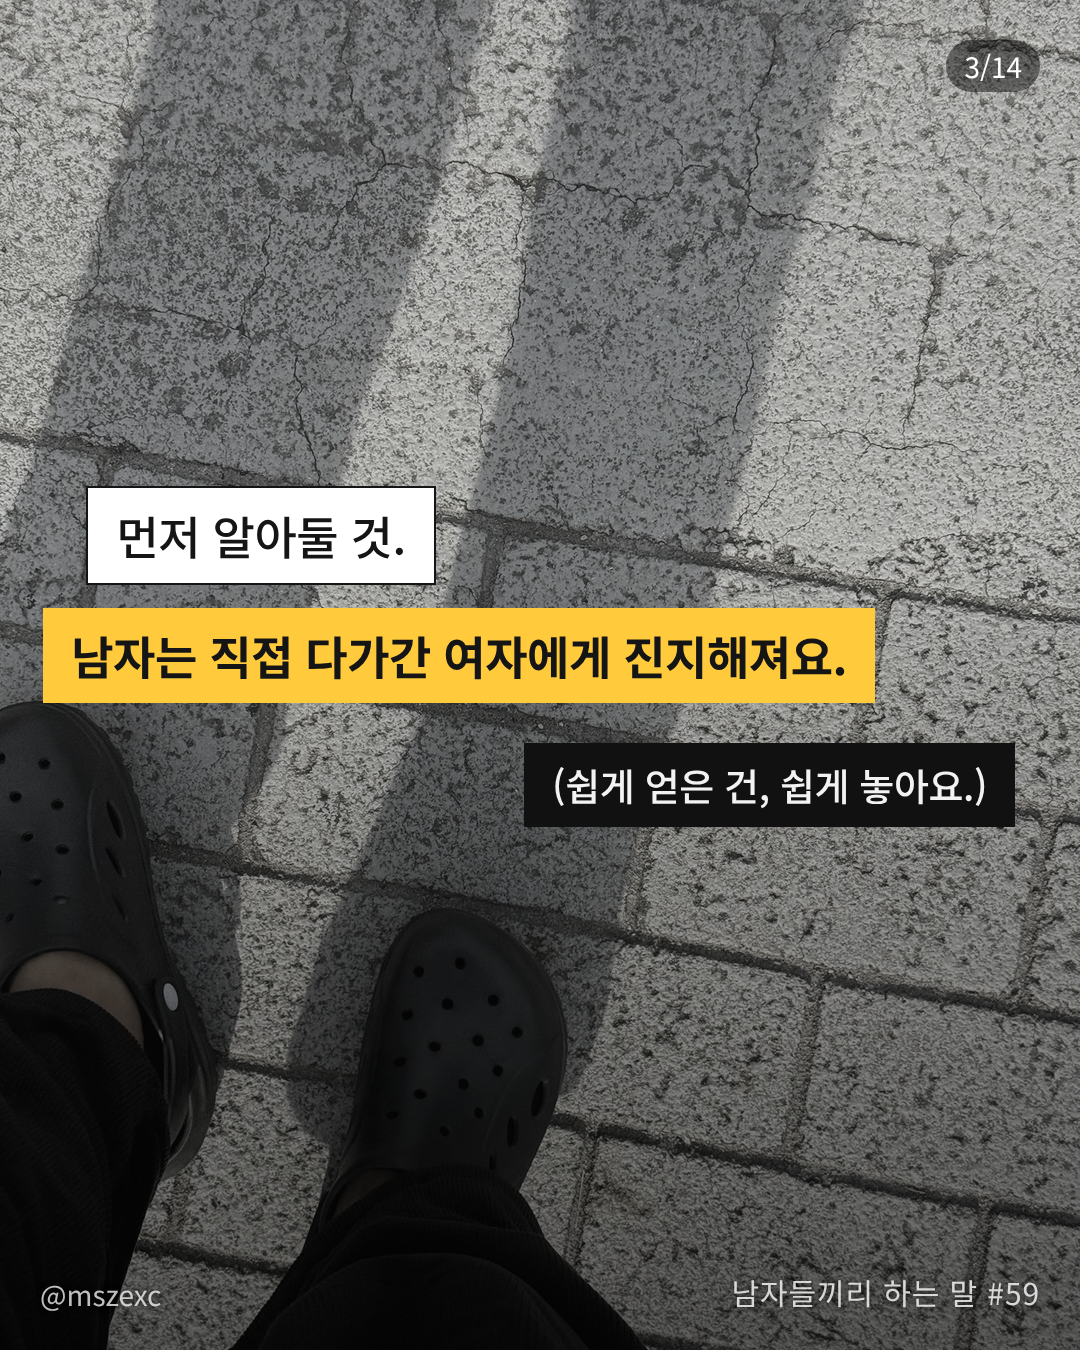 3/14
먼저 알아둘 것.
남자는 직접 다가간 여자에게 진지해져요.
(쉽게 얻은 건, 쉽게 놓아요.)
@mszexc
남자들끼리 하는 말 #59